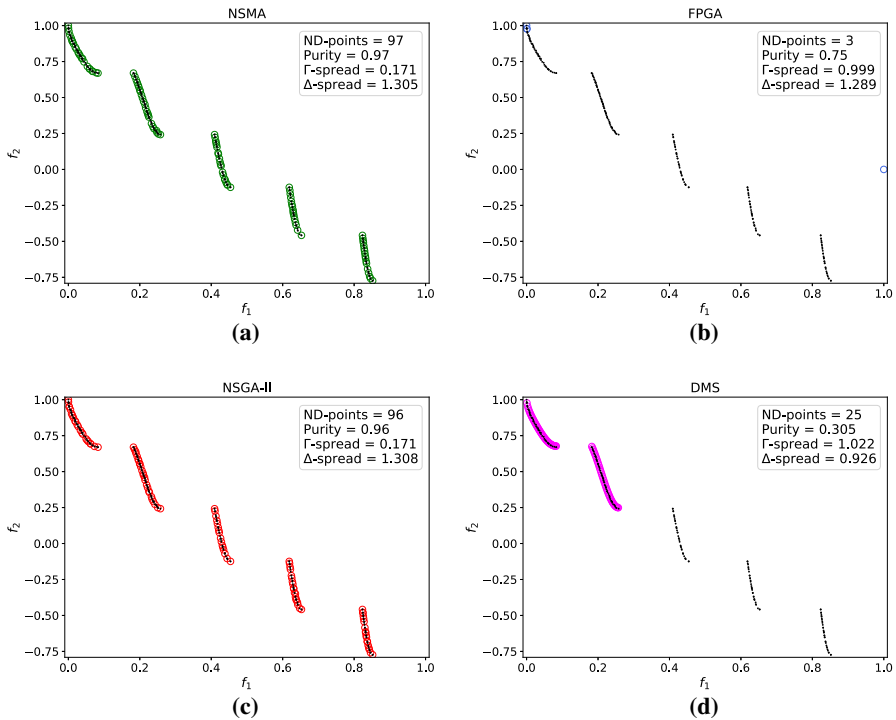 NSMA
1.00
0.75
0.50
0.25
0.00
−0.25
−0.50
−0.75
f2
ND-points = 97
Purity = 0.97
Γ-spread = 0.171
Δ-spread = 1.305
0.0 0.2 0.4 0.6 0.8 1.0
f1
(a)
FPGA
1.00
0.75
0.50
0.25
0.00
−0.25
−0.50
−0.75
f2
ND-points = 3
Purity = 0.75
Γ-spread = 0.999
Δ-spread = 1.289
0.0 0.2 0.4 0.6 0.8 1.0
f1
(b)
NSGA-II
1.00
0.75
0.50
0.25
0.00
−0.25
−0.50
−0.75
f2
ND-points = 96
Purity = 0.96
Γ-spread = 0.171
Δ-spread = 1.308
0.0 0.2 0.4 0.6 0.8 1.0
f1
(c)
DMS
1.00
0.75
0.50
0.25
0.00
−0.25
−0.50
−0.75
f2
ND-points = 25
Purity = 0.305
Γ-spread = 1.022
Δ-spread = 0.926
0.0 0.2 0.4 0.6 0.8 1.0
f1
(d)